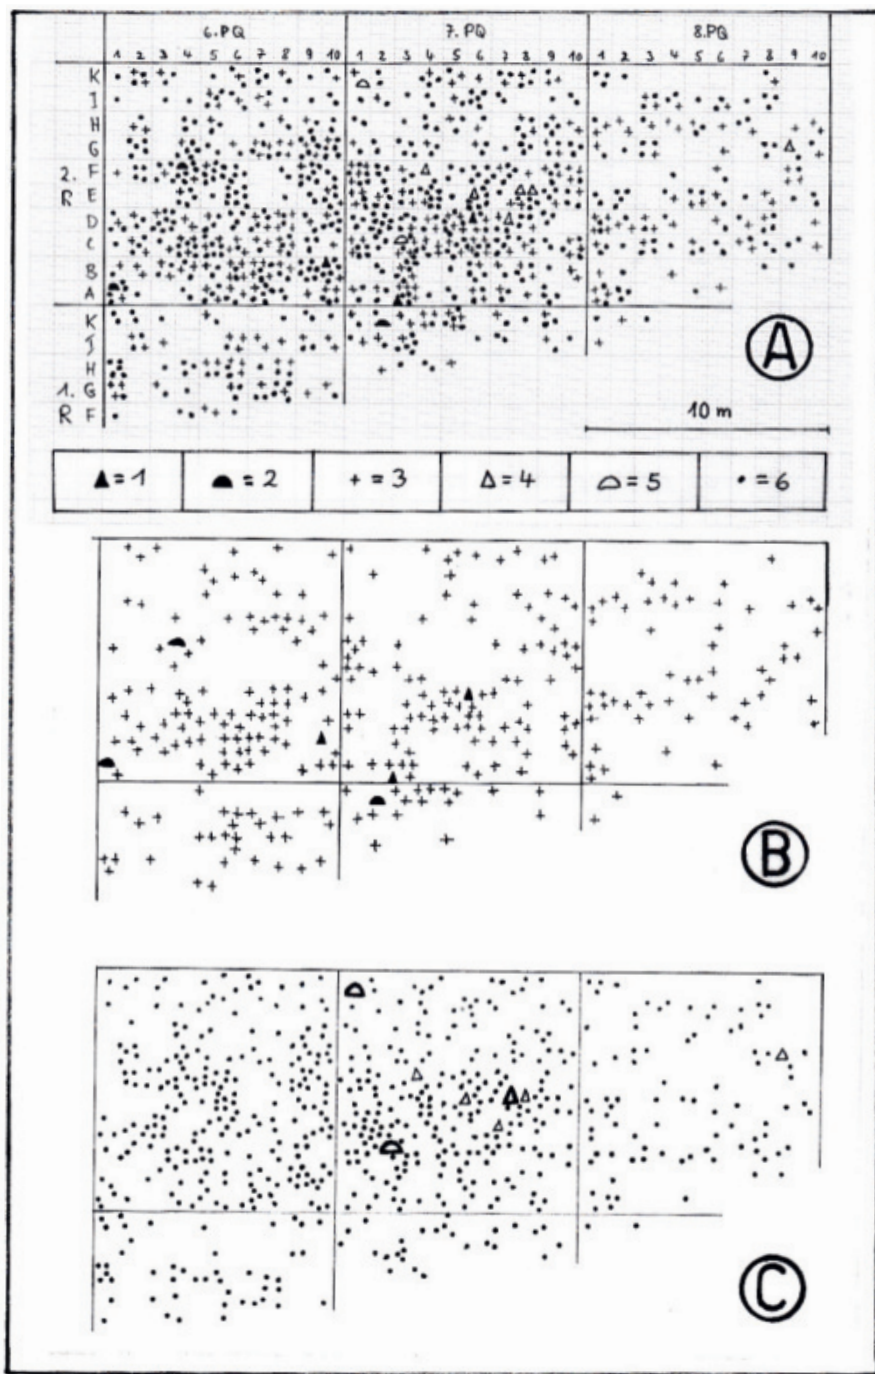 6.PQ 7.PQ 8.PQ
1 2 3 4 5 6 7 8 9 10 1 2 3 4 5 6 7 8 9 10 1 2 3 4 5 6 7 8 9 10
K
J
H
G
2. F
R E
D
C
B
A
K
J
H
1. G
R F
A
10 m
▲ = 1 = 2 + = 3 △ = 4 = 5 • = 6
B
C